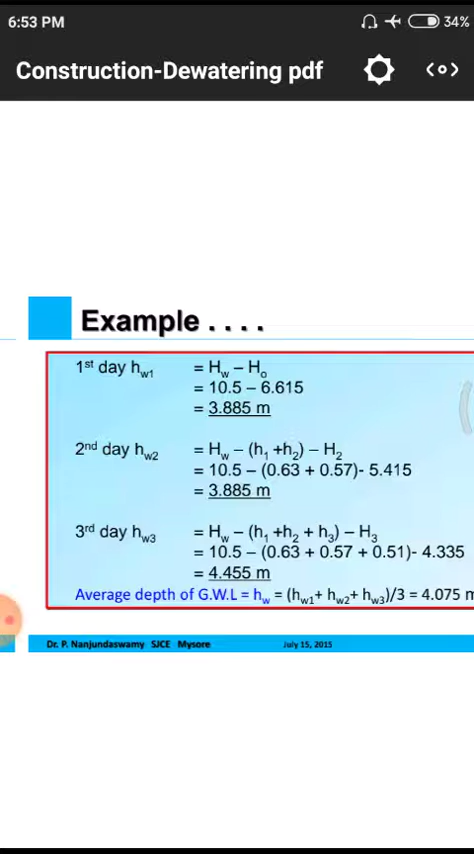 6:53 PM
34%
Construction-Dewatering pdf
Example . . . .
1st day hw1 = Hw – Ho
= 10.5 – 6.615
= 3.885 m
2nd day hw2 = Hw – (h1 +h2) – H2
= 10.5 – (0.63 + 0.57)- 5.415
= 3.885 m
3rd day hw3 = Hw – (h1 +h2 + h3) – H3
= 10.5 – (0.63 + 0.57 + 0.51)- 4.335
= 4.455 m
Average depth of G.W.L = hw = (hw1+ hw2+ hw3)/3 = 4.075 m
Dr. P. Nanjundaswamy SJCE Mysore July 15, 2015